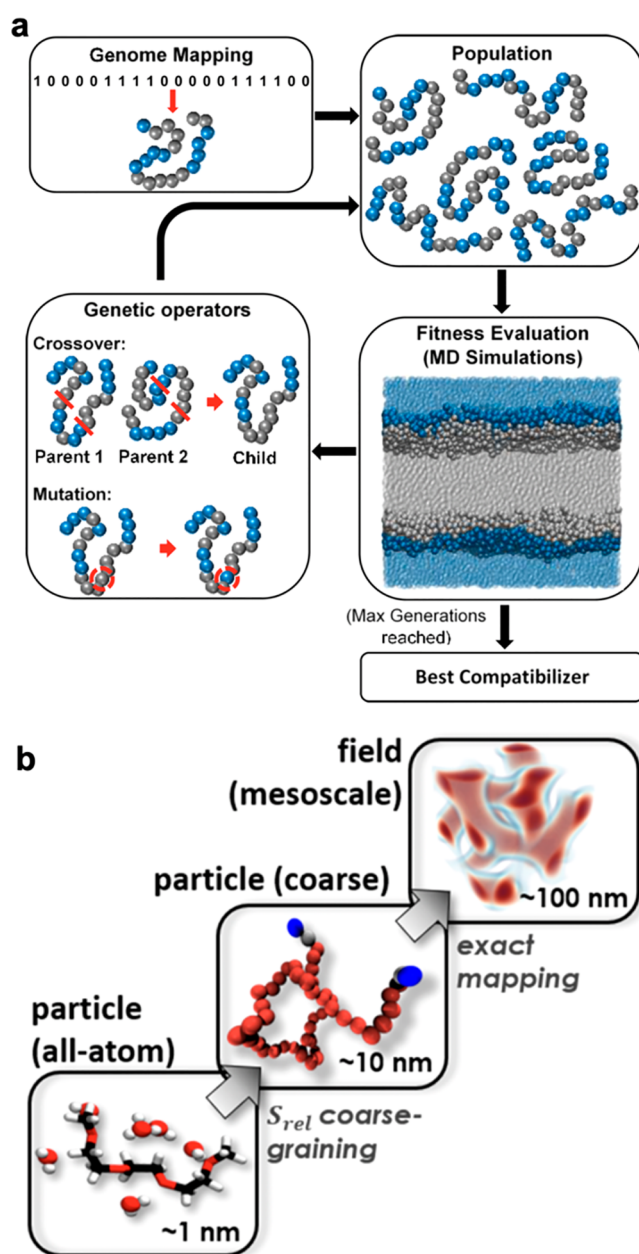 a
Genome Mapping
1 0 0 0 0 1 1 1 1 0 0 0 0 0 0 1 1 1 1 0 0
Population
Genetic operators
Crossover:
Parent 1 Parent 2 Child
Mutation:
Fitness Evaluation
(MD Simulations)
(Max Generations
reached)
Best Compatibilizer
b
field
(mesoscale)
~100 nm
particle (coarse)
exact
mapping
~10 nm
particle
(all-atom)
S_rel coarse-
graining
~1 nm